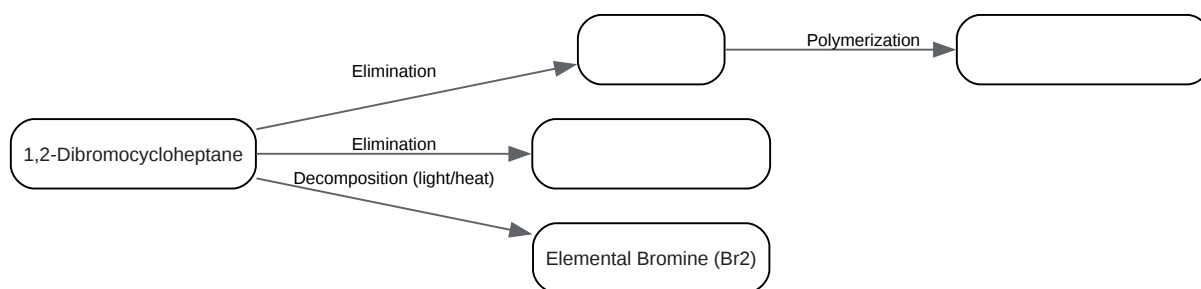 Polymerization
Elimination
1,2-Dibromocycloheptane
Elimination
Decomposition (light/heat)
Elemental Bromine (Br2)